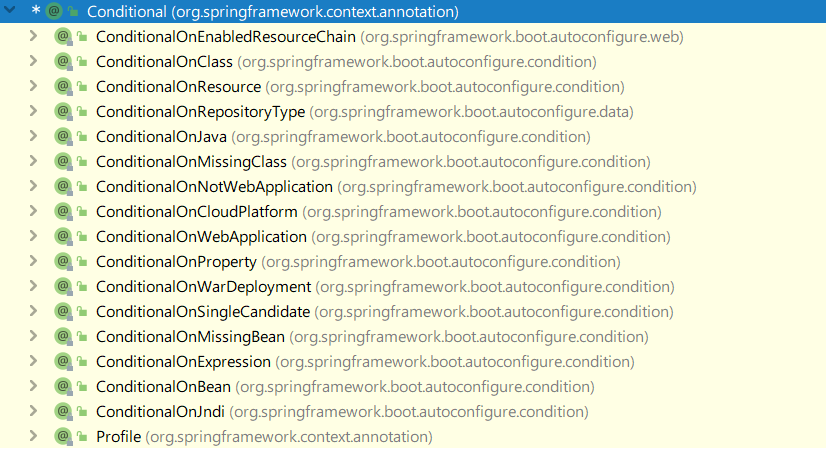 * Conditional (org.springframework.context.annotation)
ConditionalOnEnabledResourceChain (org.springframework.boot.autoconfigure.web)
ConditionalOnClass (org.springframework.boot.autoconfigure.condition)
ConditionalOnResource (org.springframework.boot.autoconfigure.condition)
ConditionalOnRepositoryType (org.springframework.boot.autoconfigure.data)
ConditionalOnJava (org.springframework.boot.autoconfigure.condition)
ConditionalOnMissingClass (org.springframework.boot.autoconfigure.condition)
ConditionalOnNotWebApplication (org.springframework.boot.autoconfigure.condition)
ConditionalOnCloudPlatform (org.springframework.boot.autoconfigure.condition)
ConditionalOnWebApplication (org.springframework.boot.autoconfigure.condition)
ConditionalOnProperty (org.springframework.boot.autoconfigure.condition)
ConditionalOnWarDeployment (org.springframework.boot.autoconfigure.condition)
ConditionalOnSingleCandidate (org.springframework.boot.autoconfigure.condition)
ConditionalOnMissingBean (org.springframework.boot.autoconfigure.condition)
ConditionalOnExpression (org.springframework.boot.autoconfigure.condition)
ConditionalOnBean (org.springframework.boot.autoconfigure.condition)
ConditionalOnJndi (org.springframework.boot.autoconfigure.condition)
Profile (org.springframework.context.annotation)